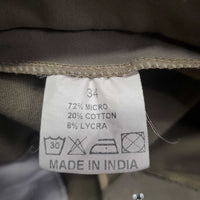 34
72% MICRO
20% COTTON
8% LYCRA
30
MADE IN INDIA